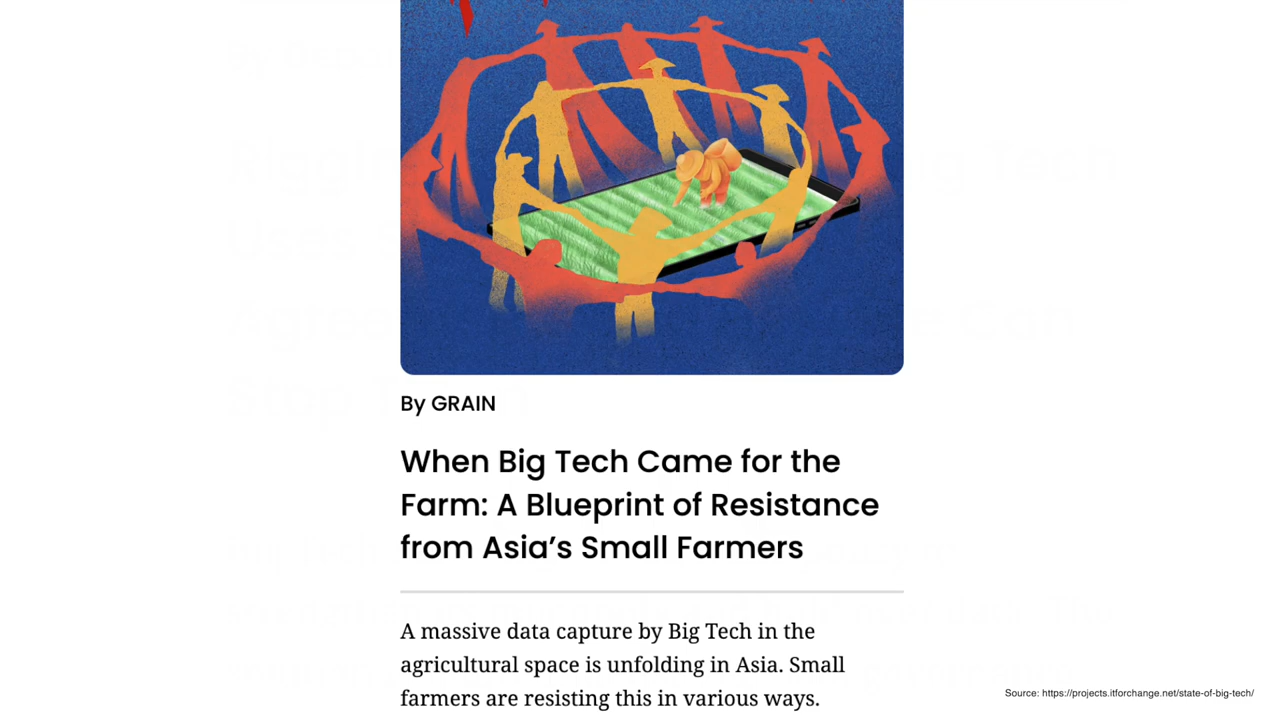 By GRAIN
When Big Tech Came for the
Farm: A Blueprint of Resistance
from Asia’s Small Farmers
A massive data capture by Big Tech in the
agricultural space is unfolding in Asia. Small
farmers are resisting this in various ways.
Source: https://projects.itforchange.net/state-of-big-tech/